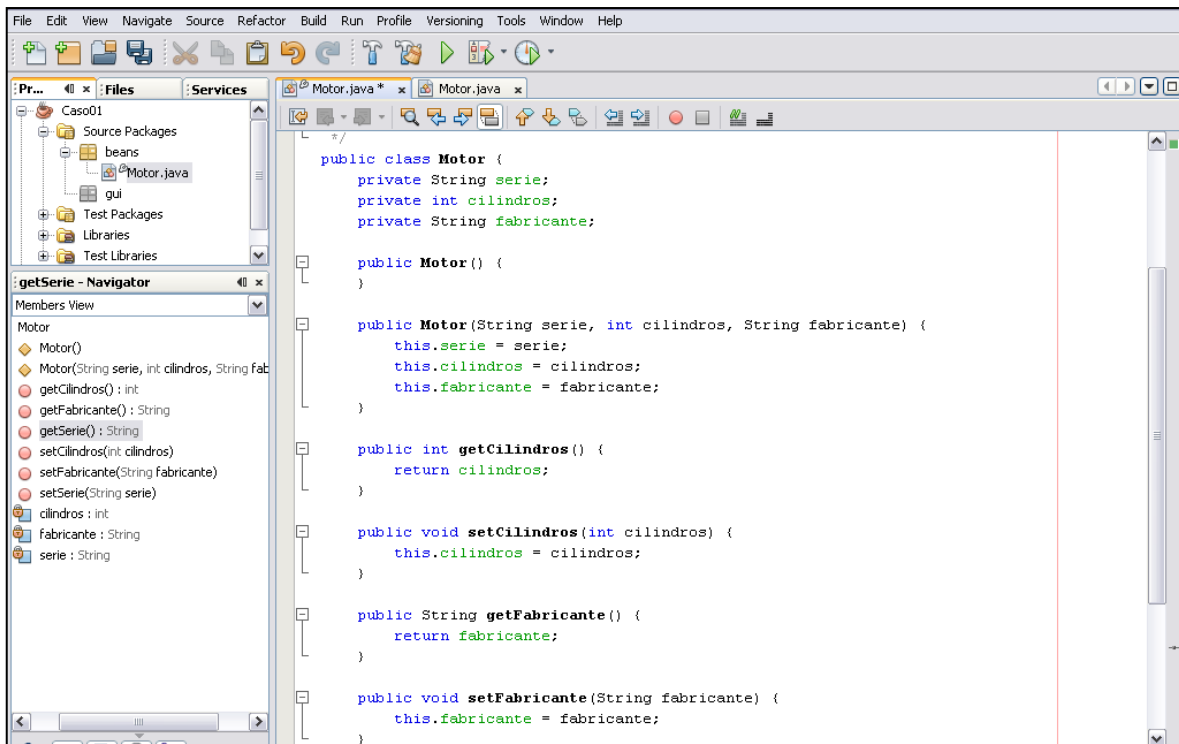 File Edit View Navigate Source Refactor Build Run Profile Versioning Tools Window Help
Pr... Files Services
Caso01
Source Packages
beans
Motor.java
gui
Test Packages
Libraries
Test Libraries
getSerie - Navigator
Members View
Motor
Motor()
Motor(String serie, int cilindros, String fab
getCilindros() : int
getFabricante() : String
getSerie() : String
setCilindros(int cilindros)
setFabricante(String fabricante)
setSerie(String serie)
cilindros : int
fabricante : String
serie : String
Motor.java * Motor.java
*/
public class Motor {
private String serie;
private int cilindros;
private String fabricante;
public Motor() {
}
public Motor(String serie, int cilindros, String fabricante) {
this.serie = serie;
this.cilindros = cilindros;
this.fabricante = fabricante;
}
public int getCilindros() {
return cilindros;
}
public void setCilindros(int cilindros) {
this.cilindros = cilindros;
}
public String getFabricante() {
return fabricante;
}
public void setFabricante(String fabricante) {
this.fabricante = fabricante;
}